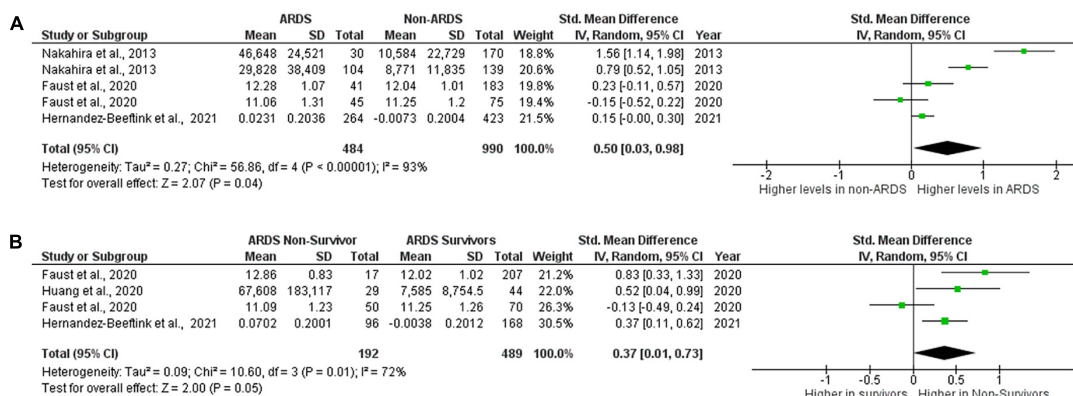 A
ARDS Non-ARDS Std. Mean Difference Std. Mean Difference
Study or Subgroup Mean SD Total Mean SD Total Weight IV, Random, 95% CI Year IV, Random, 95% CI
Nakahira et al., 2013 46,648 24,521 30 10,584 22,729 170 18.8% 1.56 [1.14, 1.98] 2013
Nakahira et al., 2013 29,828 38,409 104 8,771 11,835 139 20.6% 0.79 [0.52, 1.05] 2013
Faust et al., 2020 12.28 1.07 41 12.04 1.01 183 19.8% 0.23 [-0.11, 0.57] 2020
Faust et al., 2020 11.06 1.31 45 11.25 1.2 75 19.4% -0.15 [-0.52, 0.22] 2020
Hernandez-Beeftink et al., 2021 0.0231 0.2036 264 -0.0073 0.2004 423 21.5% 0.15 [-0.00, 0.30] 2021
Total (95% CI) 484 990 100.0% 0.50 [0.03, 0.98]
Heterogeneity: Tau² = 0.27; Chi² = 56.86, df = 4 (P < 0.00001); I² = 93%
Test for overall effect: Z = 2.07 (P = 0.04)
-2 -1 0 1 2
Higher levels in non-ARDS Higher levels in ARDS
B
ARDS Non-Survivor ARDS Survivors Std. Mean Difference Std. Mean Difference
Study or Subgroup Mean SD Total Mean SD Total Weight IV, Random, 95% CI Year IV, Random, 95% CI
Faust et al., 2020 12.86 0.83 17 12.02 1.02 207 21.2% 0.83 [0.33, 1.33] 2020
Huang et al., 2020 67,608 183,117 29 7,585 8,754.5 44 22.0% 0.52 [0.04, 0.99] 2020
Faust et al., 2020 11.09 1.23 50 11.25 1.26 70 26.3% -0.13 [-0.49, 0.24] 2020
Hernandez-Beeftink et al., 2021 0.0702 0.2001 96 -0.0038 0.2012 168 30.5% 0.37 [0.11, 0.62] 2021
Total (95% CI) 192 489 100.0% 0.37 [0.01, 0.73]
Heterogeneity: Tau² = 0.09; Chi² = 10.60, df = 3 (P = 0.01); I² = 72%
Test for overall effect: Z = 2.00 (P = 0.05)
-1 -0.5 0 0.5 1
Higher in survivors Higher in Non-Survivors